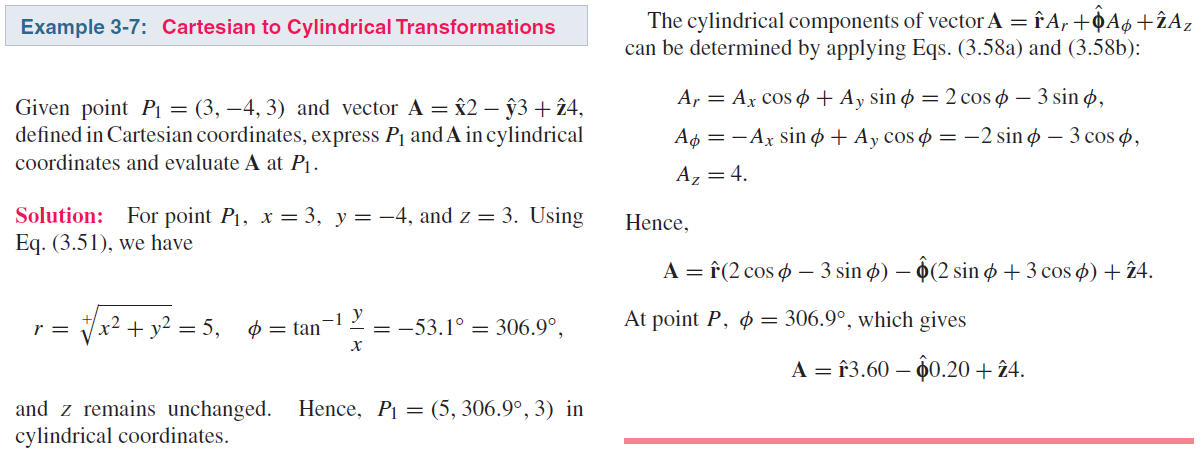 Example 3-7: Cartesian to Cylindrical Transformations
Given point P₁ = (3, −4, 3) and vector A = x̂2 − ŷ3 + ẑ4,
defined in Cartesian coordinates, express P₁ and A in cylindrical
coordinates and evaluate A at P₁.
Solution: For point P₁, x = 3, y = −4, and z = 3. Using
Eq. (3.51), we have
r = ⁺√(x² + y²) = 5, ϕ = tan⁻¹ y/x = −53.1° = 306.9°,
and z remains unchanged. Hence, P₁ = (5, 306.9°, 3) in
cylindrical coordinates.
The cylindrical components of vector A = r̂A_r + ϕ̂A_ϕ + ẑA_z
can be determined by applying Eqs. (3.58a) and (3.58b):
A_r = A_x cos ϕ + A_y sin ϕ = 2 cos ϕ − 3 sin ϕ,
A_ϕ = −A_x sin ϕ + A_y cos ϕ = −2 sin ϕ − 3 cos ϕ,
A_z = 4.
Hence,
A = r̂(2 cos ϕ − 3 sin ϕ) − ϕ̂(2 sin ϕ + 3 cos ϕ) + ẑ4.
At point P, ϕ = 306.9°, which gives
A = r̂3.60 − ϕ̂0.20 + ẑ4.